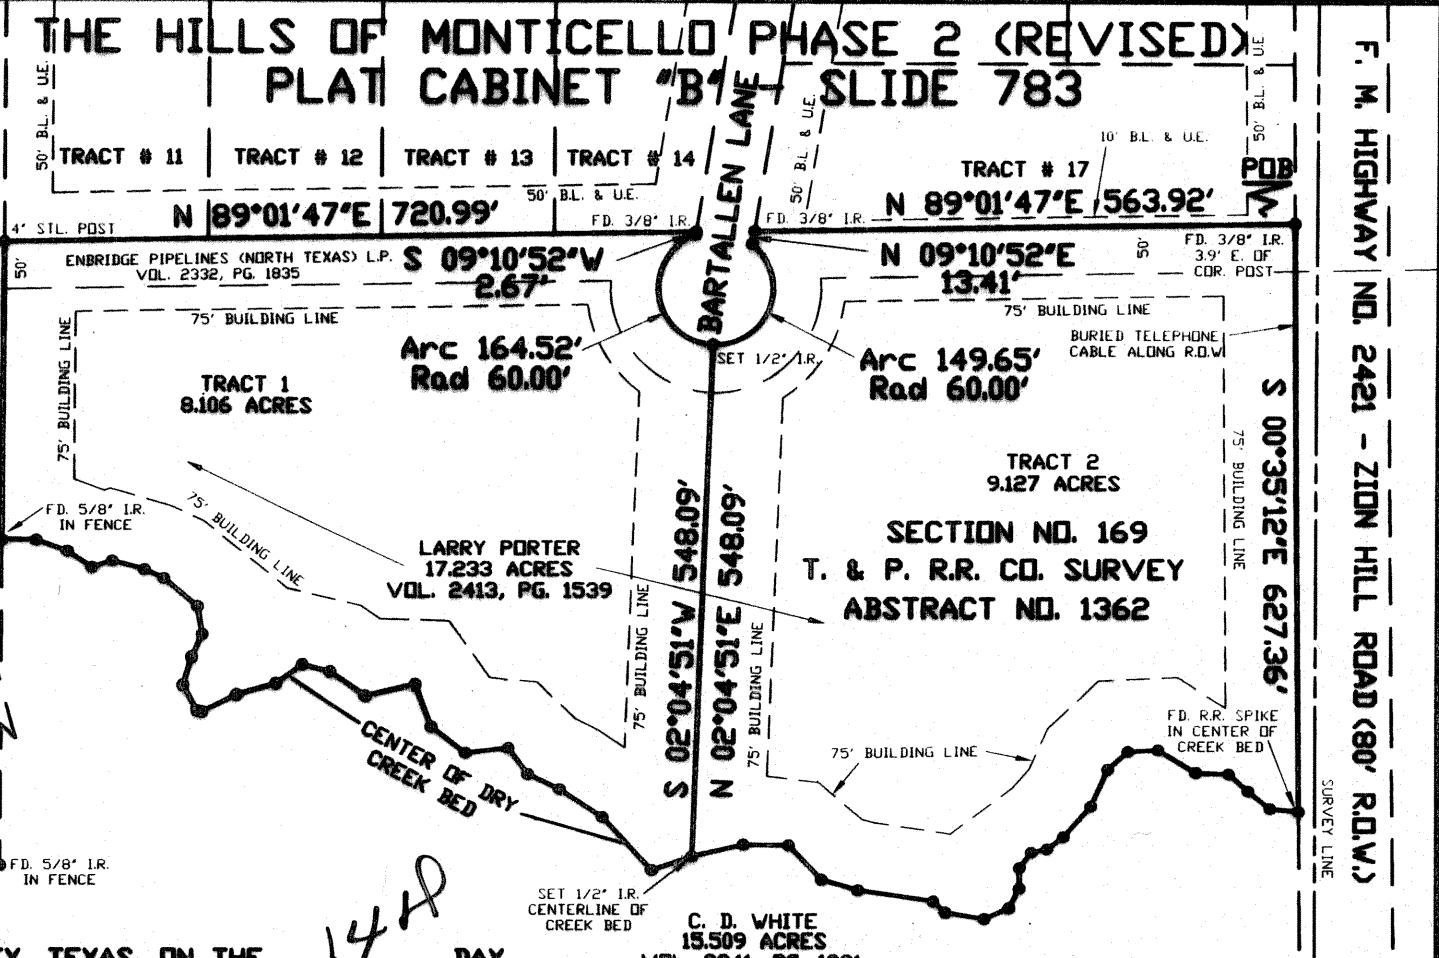 THE HILLS OF MONTICELLO PHASE 2 (REVISED)
PLAT CABINET "B" - SLIDE 783
50' B.L. & U.E.
TRACT # 11
TRACT # 12
TRACT # 13
TRACT # 14
50' B.L. & U.E.
BARTALLEN LANE
50' B.L. & U.E.
10' B.L. & U.E.
TRACT # 17
50' B.L. & U.E.
B.L. & U.E.
POB
4" STL. POST
N 89°01'47"E 720.99'
FD. 3/8" I.R.
FD. 3/8" I.R.
N 89°01'47"E 563.92'
50'
ENBRIDGE PIPELINES (NORTH TEXAS) L.P.
VOL. 2332, PG. 1835
S 09°10'52"W
2.67'
N 09°10'52"E
13.41'
50'
FD. 3/8" I.R.
3.9' E. OF
COR. POST
75' BUILDING LINE
75' BUILDING LINE
75' BUILDING LINE
BURIED TELEPHONE
CABLE ALONG R.O.W
Arc 164.52'
Rad 60.00'
SET 1/2" I.R.
Arc 149.65'
Rad 60.00'
TRACT 1
8.106 ACRES
TRACT 2
9.127 ACRES
75' BUILDING LINE
S 00°35'12"E 627.36'
F. M. HIGHWAY NO. 2421 - ZION HILL ROAD (80' R.O.W.)
FD. 5/8" I.R.
IN FENCE
75' BUILDING LINE
LARRY PORTER
17.233 ACRES
VOL. 2413, PG. 1539
SECTION NO. 169
T. & P. R.R. CO. SURVEY
ABSTRACT NO. 1362
75' BUILDING LINE
S 02°04'51"W 548.09'
N 02°04'51"E 548.09'
75' BUILDING LINE
FD. R.R. SPIKE
IN CENTER OF
CREEK BED
75' BUILDING LINE
CENTER OF DRY
CREEK BED
SURVEY LINE
FD. 5/8" I.R.
IN FENCE
SET 1/2" I.R.
CENTERLINE OF
CREEK BED
C. D. WHITE
15.509 ACRES
TEXAS ON THE
DAY